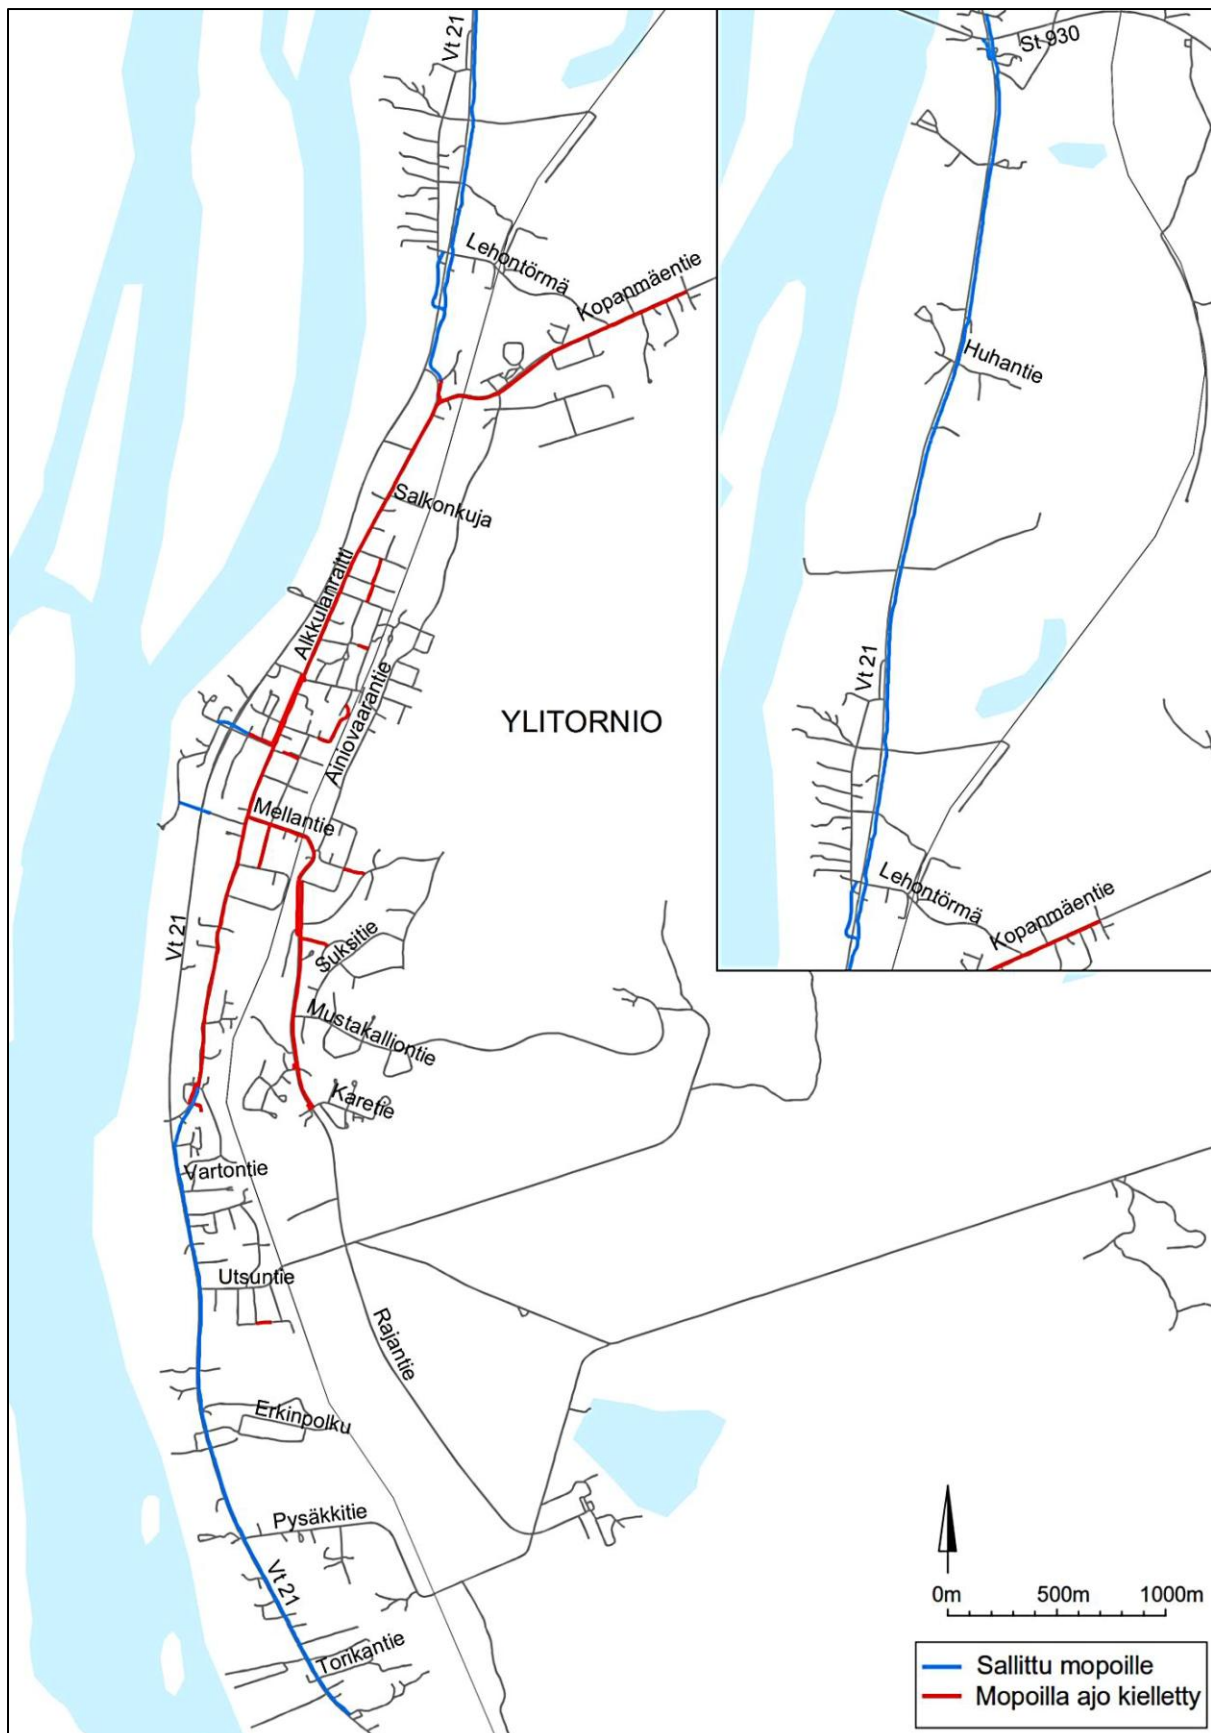 Vt 21
St 930
Lehontörmä
Kopanmäentie
Huhantie
Salkonkuja
Alkkulanraitti
Ainiovaarantie
YLITORNIO
Vt 21
Mellantie
Lehontörmä
Kopanmäentie
Vt 21
Suksitie
Mustakalliontie
Karetie
Vartontie
Utsuntie
Rajantie
Erkinpolku
Pysäkkitie
Vt 21
Torikantie
0m 500m 1000m
Sallittu mopoille
Mopoilla ajo kielletty